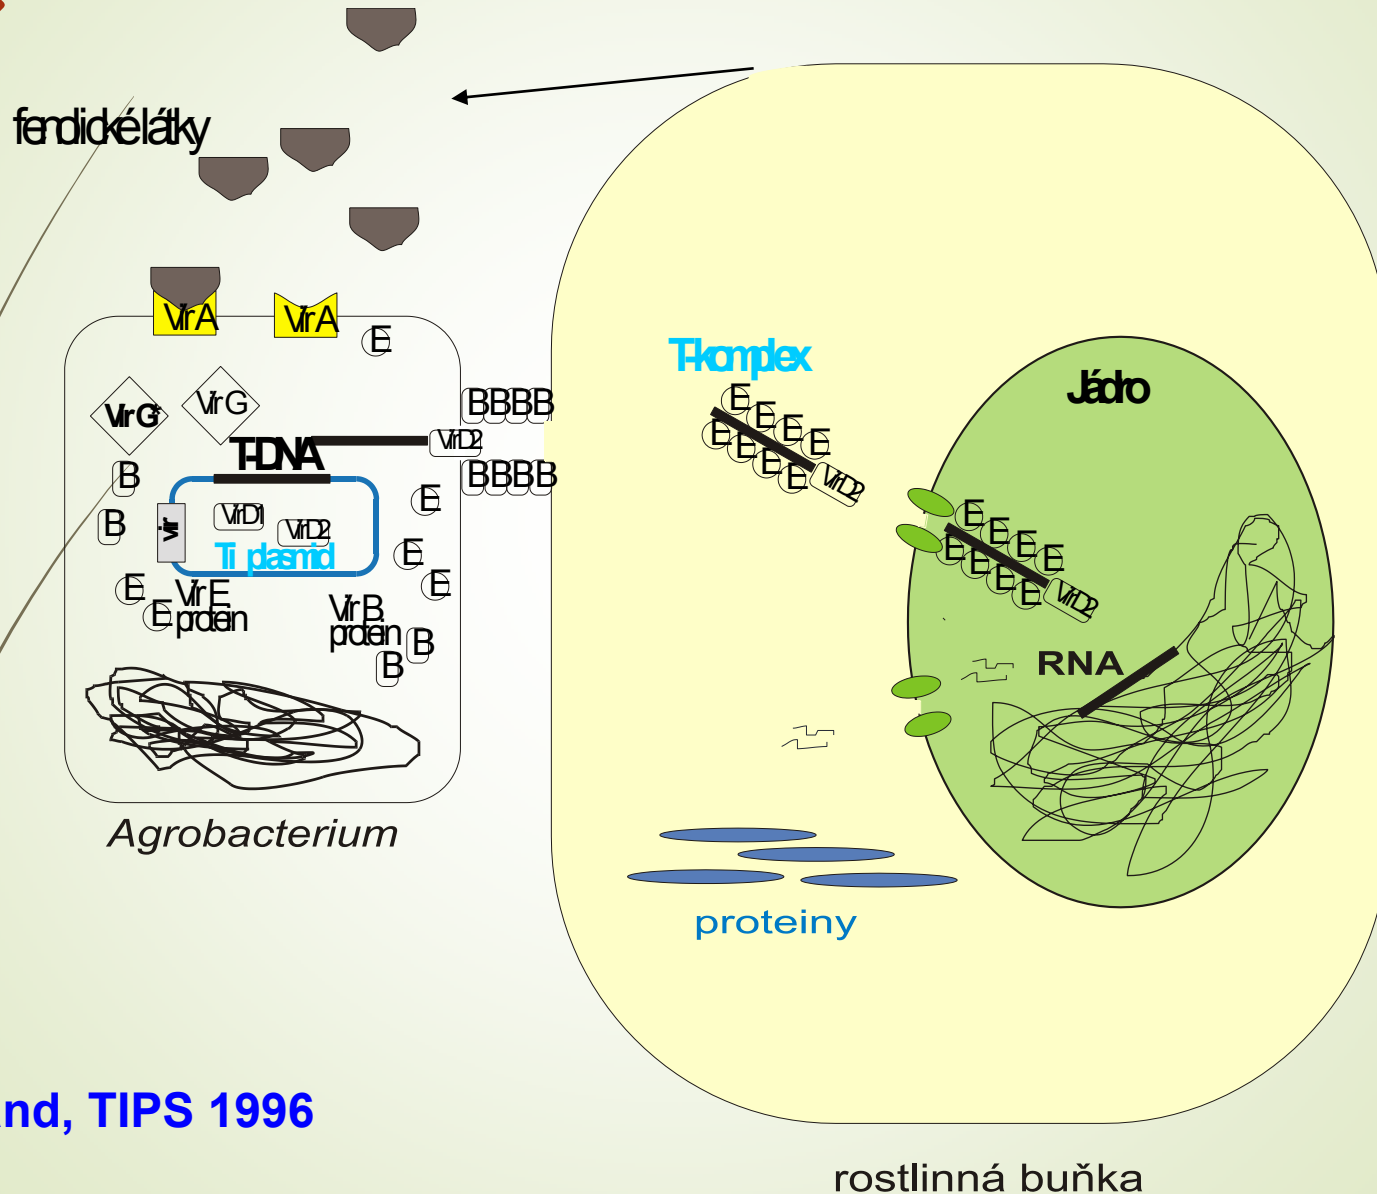 fenolické látky
VirA
VirA
E
VirG*
VirG
BBBB
T-DNA
VirD2
BBBB
B
B
vir
VirD1
VirD2
Ti plasmid
E
E
E
E
E
VirE
protein
VirB
protein
B
B
Agrobacterium
T-komplex
E
E
E
E
E
E
E
E
VirD2
Jádro
E
E
E
E
E
E
E
E
VirD2
RNA
proteiny
and, TIPS 1996
rostlinná buňka